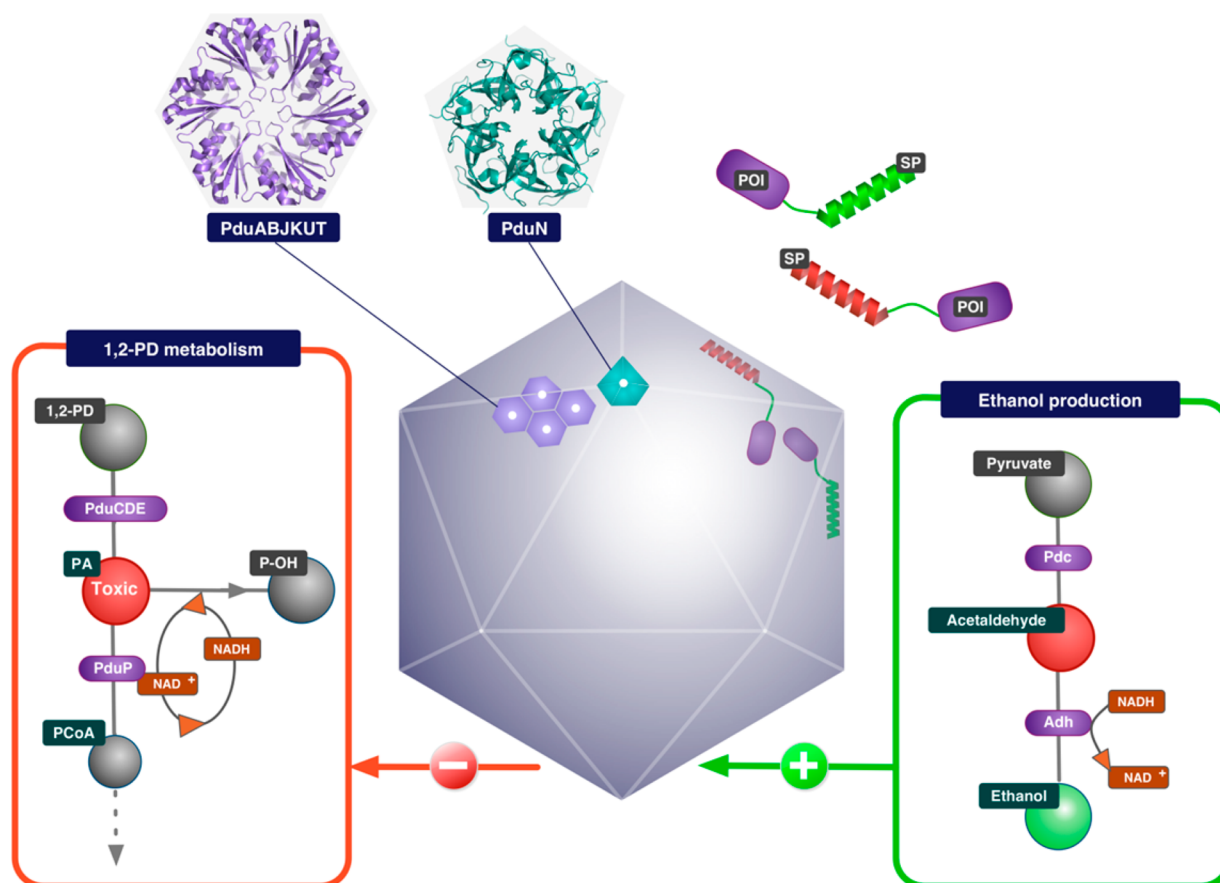 PduABJKUT
PduN
POI
SP
SP
POI
1,2-PD metabolism
1,2-PD
PduCDE
PA
Toxic
P-OH
NADH
PduP
NAD +
PCoA
Ethanol production
Pyruvate
Pdc
Acetaldehyde
NADH
Adh
NAD +
Ethanol